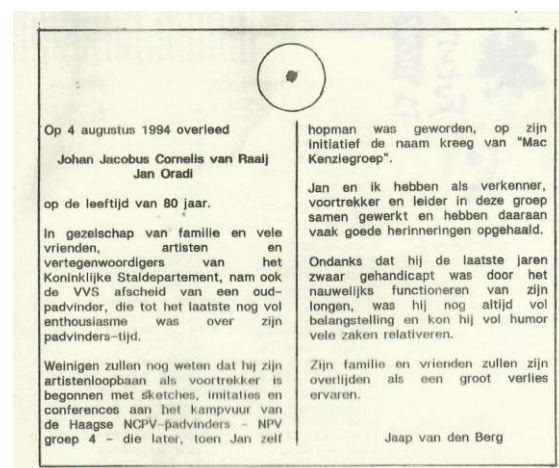 Op 4 augustus 1994 overleed
Johan Jacobus Cornelis van Raaij
Jan Oradi
op de leeftijd van 80 jaar.
In gezelschap van familie en vele
vrienden, artisten en
vertegenwoordigers van het
Koninklijke Staldepartement, nam ook
de VVS afscheid van een oud-
padvinder, die tot het laatste nog vol
enthousiasme was over zijn
padvinders-tijd.
Weinigen zullen nog weten dat hij zijn
artistenloopbaan als voortrekker is
begonnen met sketches, imitaties en
conferences aan het kampvuur van
de Haagse NCPV-padvinders - NPV
groep 4 - die later, toen Jan zelf
hopman was geworden, op zijn
initiatief de naam kreeg van "Mac
Kenziegroep".
Jan en ik hebben als verkenner,
voortrekker en leider in deze groep
samen gewerkt en hebben daaraan
vaak goede herinneringen opgehaald.
Ondanks dat hij de laatste jaren
zwaar gehandicapt was door het
nauwelijks functioneren van zijn
longen, was hij nog altijd vol
belangstelling en kon hij vol humor
vele zaken relativeren.
Zijn familie en vrienden zullen zijn
overlijden als een groot verlies
ervaren.
Jaap van den Berg